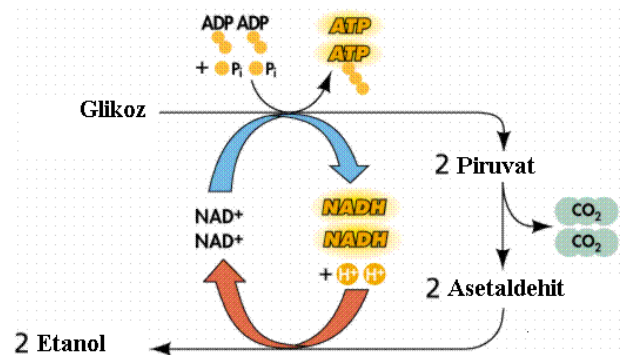 ADP ADP
+ Pi Pi
ATP
ATP
Glikoz
2 Piruvat
CO2
CO2
NAD+
NAD+
NADH
NADH
+ H+ H+
2 Asetaldehit
2 Etanol